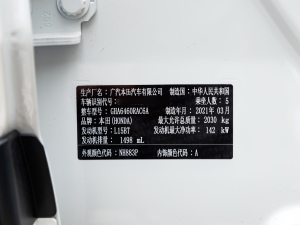 生产厂名：广汽本田汽车有限公司 制造国：中华人民共和国
车辆识别代号： 乘坐人数：5
整车型号：GHA6460RAC6A 制造年月：2021年03月
品牌：本田(HONDA) 最大允许总质量：2030 kg
发动机型号：L15B7 发动机最大净功率：142 kW
发动机排量：1498 mL
外观颜色代码：NH883P 内饰颜色代码：A